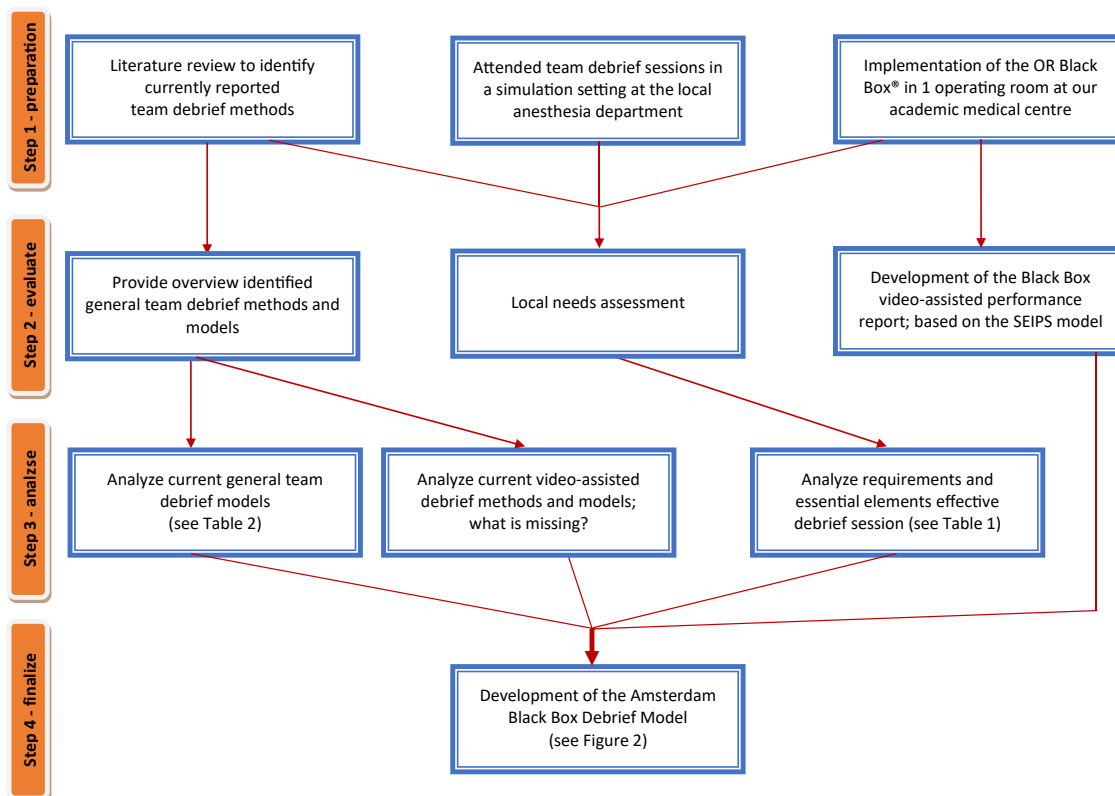 Step 1 - preparation
Literature review to identify
currently reported
team debrief methods
Attended team debrief sessions in
a simulation setting at the local
anesthesia department
Implementation of the OR Black
Box® in 1 operating room at our
academic medical centre
Step 2 - evaluate
Provide overview identified
general team debrief methods and
models
Local needs assessment
Development of the Black Box
video-assisted performance
report; based on the SEIPS model
Step 3 - analizse
Analyze current general team
debrief models
(see Table 2)
Analyze current video-assisted
debrief methods and models;
what is missing?
Analyze requirements and
essential elements effective
debrief session (see Table 1)
Step 4 - finalize
Development of the Amsterdam
Black Box Debrief Model
(see Figure 2)